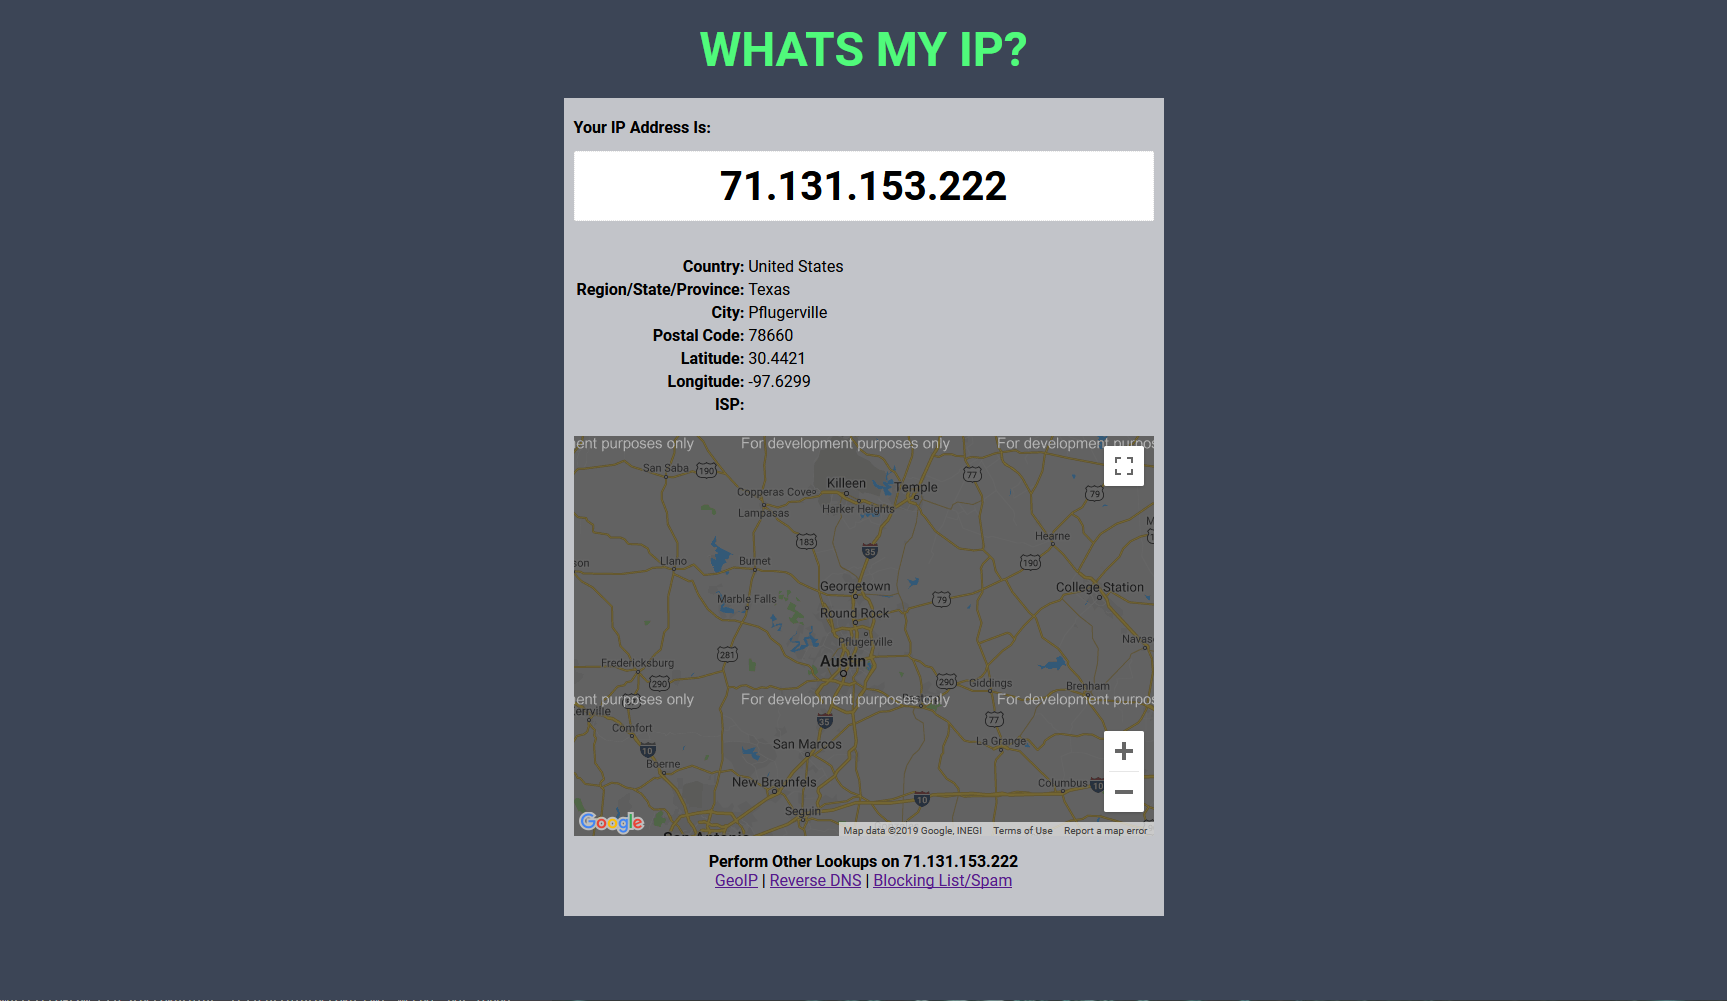 WHATS MY IP?
Your IP Address Is:
71.131.153.222
Country: United States
Region/State/Province: Texas
City: Pflugerville
Postal Code: 78660
Latitude: 30.4421
Longitude: -97.6299
ISP:
ent purposes only For development purposes only For development purpos
San Saba 190
77
Killeen
Temple
Copperas Cove
79
Lampasas
Harker Heights
Hearne
183
35
Llano
Burnet
190
son
Georgetown
College Station
Marble Falls
79
Round Rock
Pflugerville
Navas
281
Austin
Fredericksburg
290
290
Giddings
Brenham
ent purposes only For development purposes only For development purpos
erville
35
77
Comfort
San Marcos
La Grange
10
Boerne
New Braunfels
Columbus 10
10
Seguin
Google
San Antonio
Map data ©2019 Google, INEGI Terms of Use Report a map error
Perform Other Lookups on 71.131.153.222
GeoIP | Reverse DNS | Blocking List/Spam